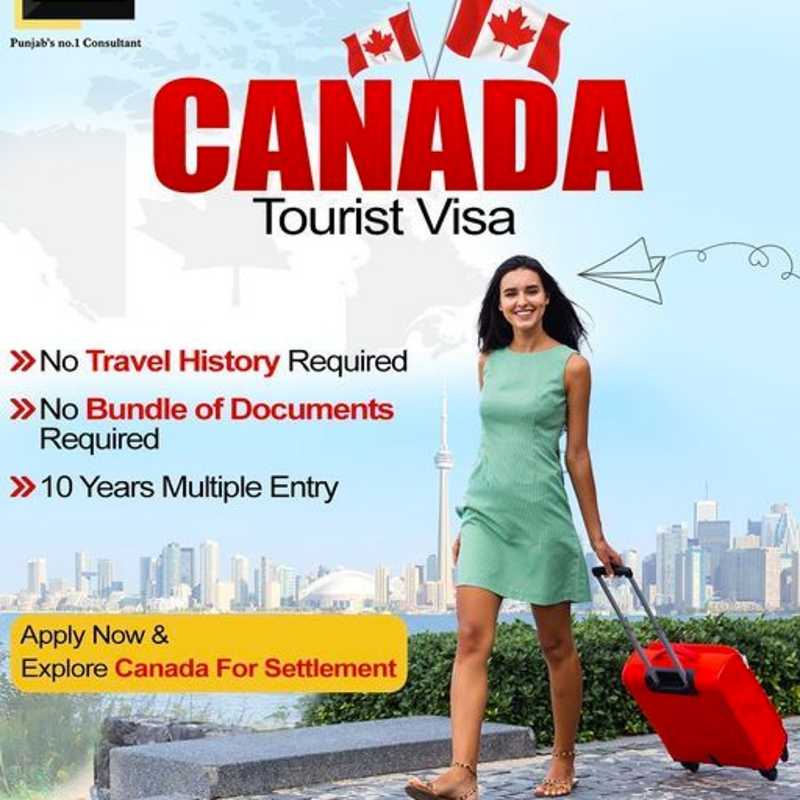 Punjab's no.1 Consultant
CANADA
Tourist Visa
No Travel History Required
No Bundle of Documents
Required
10 Years Multiple Entry
Apply Now &
Explore Canada For Settlement